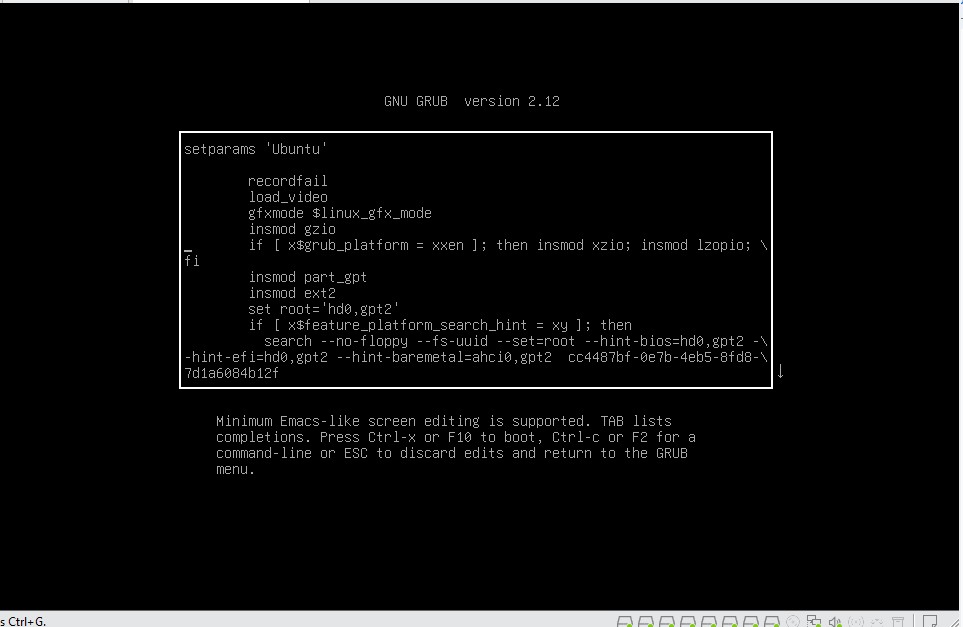 GNU GRUB  version 2.12
setparams 'Ubuntu'
recordfail
load_video
gfxmode $linux_gfx_mode
insmod gzio
if [ x$grub_platform = xxen ]; then insmod xzio; insmod lzopio; \
fi
insmod part_gpt
insmod ext2
set root='hd0,gpt2'
if [ x$feature_platform_search_hint = xy ]; then
search --no-floppy --fs-uuid --set=root --hint-bios=hd0,gpt2 -\
-hint-efi=hd0,gpt2 --hint-baremetal=ahci0,gpt2  cc4487bf-0e7b-4eb5-8fd8-\
7d1a6084b12f
Minimum Emacs-like screen editing is supported. TAB lists
completions. Press Ctrl-x or F10 to boot, Ctrl-c or F2 for a
command-line or ESC to discard edits and return to the GRUB
menu.
s Ctrl+G.